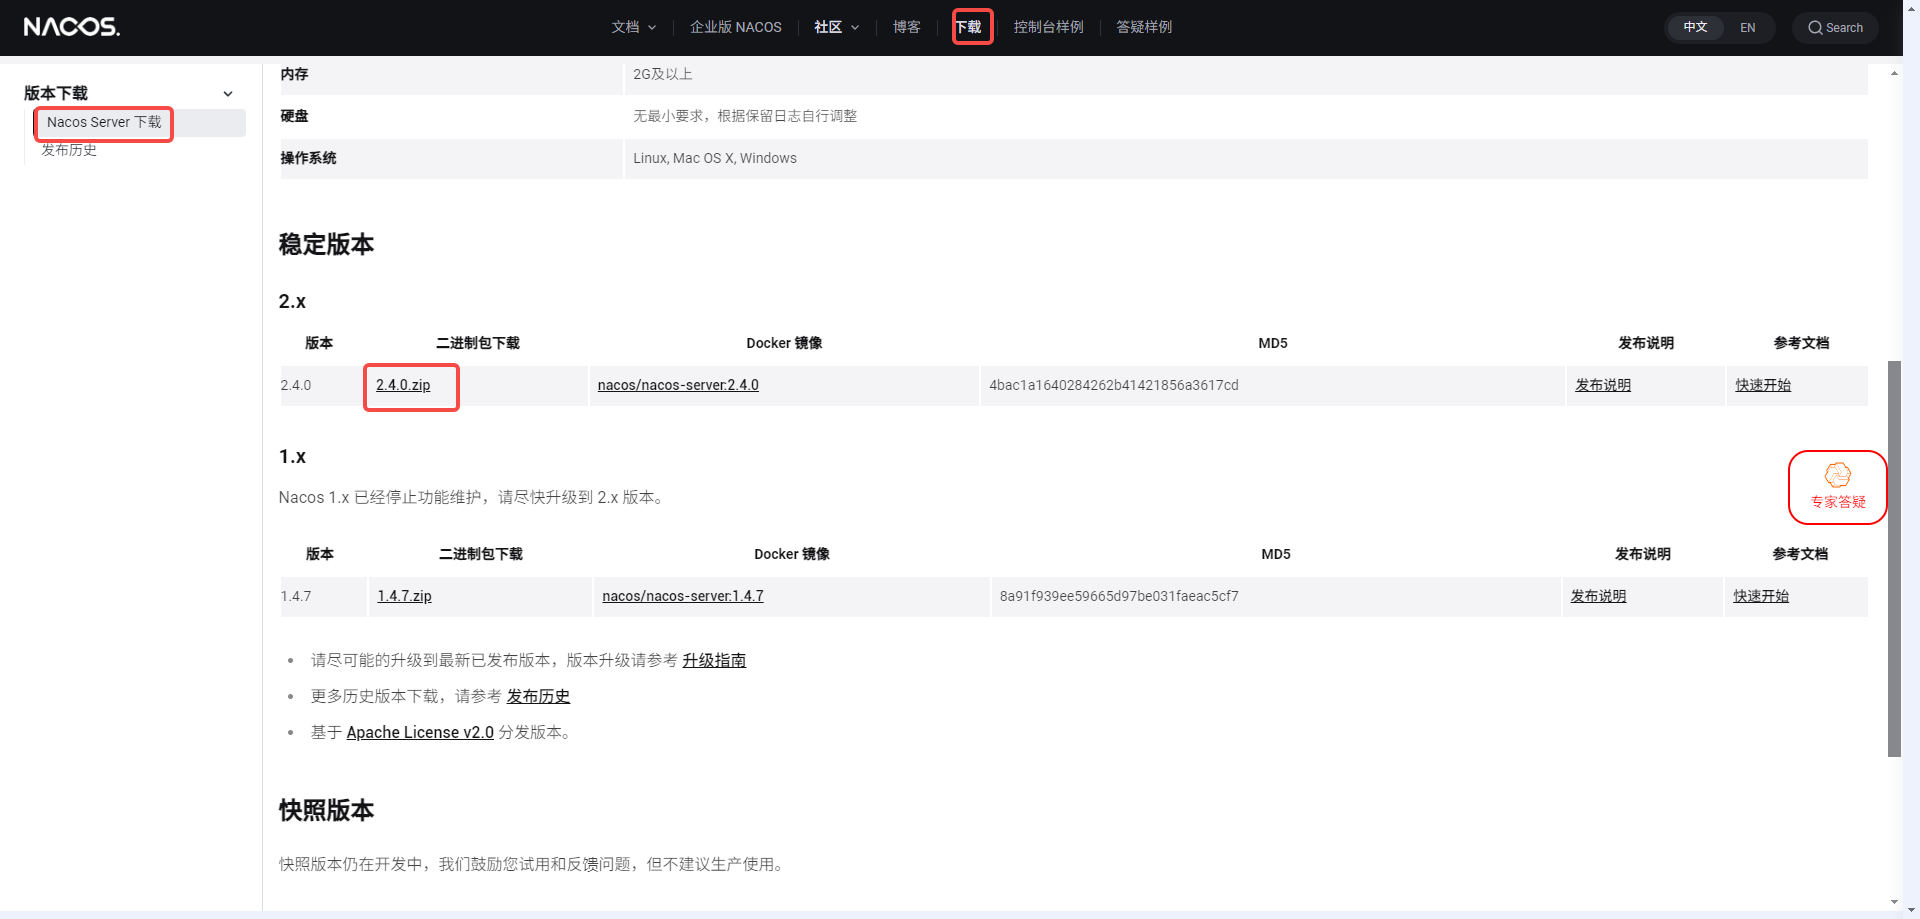 NACOS. 文档 企业版 NACOS 社区 博客 下载 控制台样例 答疑样例 中文 EN Search
版本下载
Nacos Server 下载
发布历史
内存 2G及以上
硬盘 无最小要求，根据保留日志自行调整
操作系统 Linux, Mac OS X, Windows
稳定版本
2.x
版本 二进制包下载 Docker 镜像 MD5 发布说明 参考文档
2.4.0 2.4.0.zip nacos/nacos-server:2.4.0 4bac1a1640284262b41421856a3617cd 发布说明 快速开始
1.x
Nacos 1.x 已经停止功能维护，请尽快升级到 2.x 版本。
专家答疑
版本 二进制包下载 Docker 镜像 MD5 发布说明 参考文档
1.4.7 1.4.7.zip nacos/nacos-server:1.4.7 8a91f939ee59665d97be031faeac5cf7 发布说明 快速开始
请尽可能的升级到最新已发布版本，版本升级请参考 升级指南
更多历史版本下载，请参考 发布历史
基于 Apache License v2.0 分发版本。
快照版本
快照版本仍在开发中，我们鼓励您试用和反馈问题，但不建议生产使用。